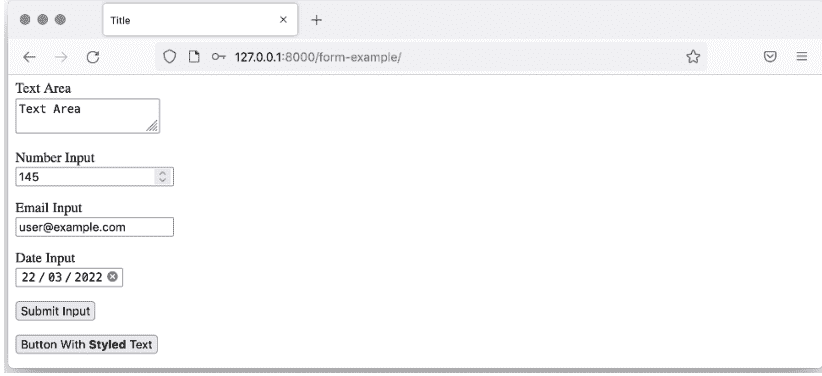 Title
127.0.0.1:8000/form-example/
Text Area
Text Area
Number Input
145
Email Input
user@example.com
Date Input
22 / 03 / 2022
Submit Input
Button With Styled Text